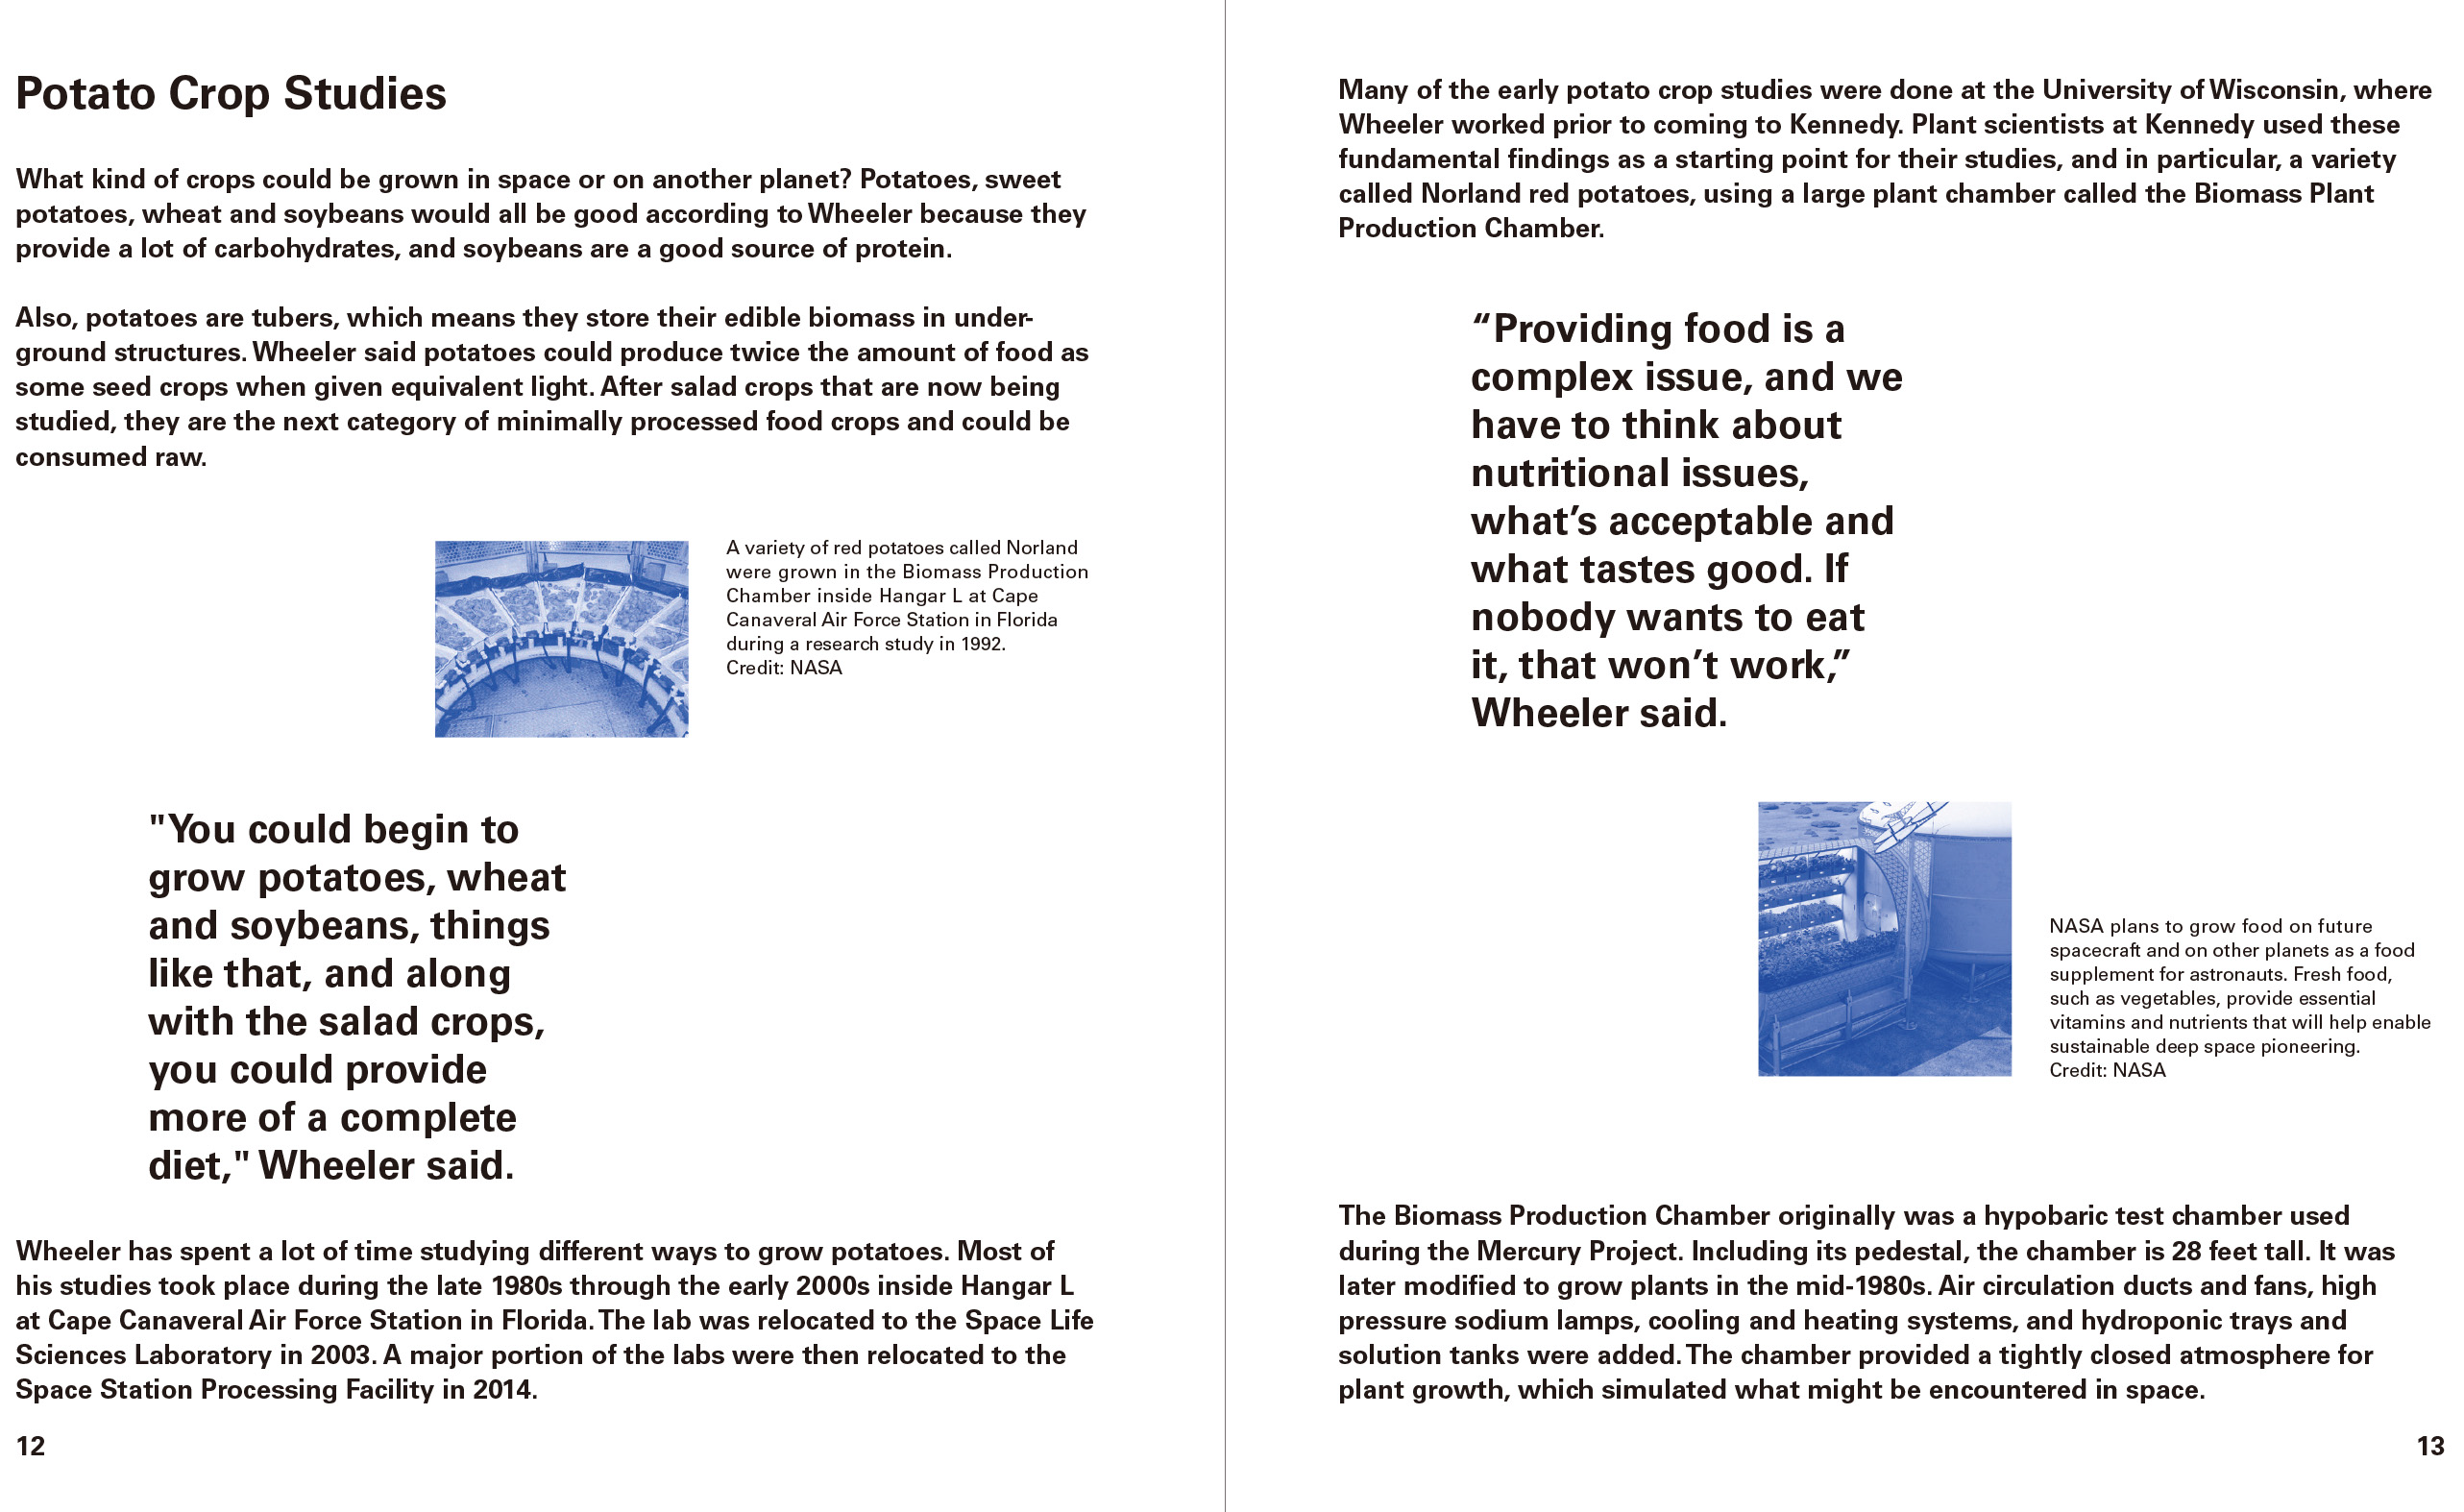 Potato Crop Studies
What kind of crops could be grown in space or on another planet? Potatoes, sweet
potatoes, wheat and soybeans would all be good according to Wheeler because they
provide a lot of carbohydrates, and soybeans are a good source of protein.
Also, potatoes are tubers, which means they store their edible biomass in under-
ground structures. Wheeler said potatoes could produce twice the amount of food as
some seed crops when given equivalent light. After salad crops that are now being
studied, they are the next category of minimally processed food crops and could be
consumed raw.
A variety of red potatoes called Norland
were grown in the Biomass Production
Chamber inside Hangar L at Cape
Canaveral Air Force Station in Florida
during a research study in 1992.
Credit: NASA
"You could begin to
grow potatoes, wheat
and soybeans, things
like that, and along
with the salad crops,
you could provide
more of a complete
diet," Wheeler said.
Wheeler has spent a lot of time studying different ways to grow potatoes. Most of
his studies took place during the late 1980s through the early 2000s inside Hangar L
at Cape Canaveral Air Force Station in Florida. The lab was relocated to the Space Life
Sciences Laboratory in 2003. A major portion of the labs were then relocated to the
Space Station Processing Facility in 2014.
12
Many of the early potato crop studies were done at the University of Wisconsin, where
Wheeler worked prior to coming to Kennedy. Plant scientists at Kennedy used these
fundamental findings as a starting point for their studies, and in particular, a variety
called Norland red potatoes, using a large plant chamber called the Biomass Plant
Production Chamber.
“Providing food is a
complex issue, and we
have to think about
nutritional issues,
what’s acceptable and
what tastes good. If
nobody wants to eat
it, that won’t work,”
Wheeler said.
NASA plans to grow food on future
spacecraft and on other planets as a food
supplement for astronauts. Fresh food,
such as vegetables, provide essential
vitamins and nutrients that will help enable
sustainable deep space pioneering.
Credit: NASA
The Biomass Production Chamber originally was a hypobaric test chamber used
during the Mercury Project. Including its pedestal, the chamber is 28 feet tall. It was
later modified to grow plants in the mid-1980s. Air circulation ducts and fans, high
pressure sodium lamps, cooling and heating systems, and hydroponic trays and
solution tanks were added. The chamber provided a tightly closed atmosphere for
plant growth, which simulated what might be encountered in space.
13